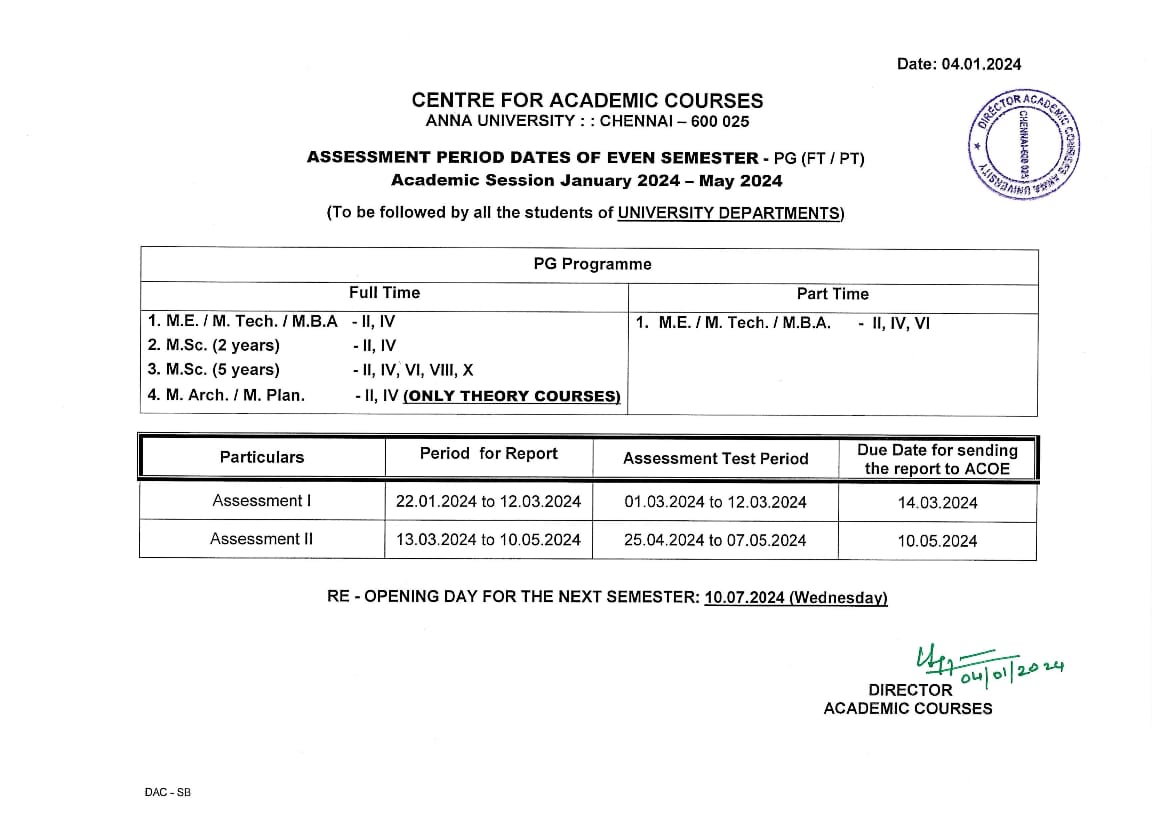 Date: 04.01.2024
CENTRE FOR ACADEMIC COURSES
ANNA UNIVERSITY : : CHENNAI – 600 025
DIRECTOR ACADEMIC COURSES ANNA UNIVERSITY ★
CHENNAI-600 025
ASSESSMENT PERIOD DATES OF EVEN SEMESTER - PG (FT / PT)
Academic Session January 2024 – May 2024
(To be followed by all the students of UNIVERSITY DEPARTMENTS)
PG Programme
Full Time Part Time
1. M.E. / M. Tech. / M.B.A - II, IV 1. M.E. / M. Tech. / M.B.A. - II, IV, VI
2. M.Sc. (2 years) - II, IV
3. M.Sc. (5 years) - II, IV, VI, VIII, X
4. M. Arch. / M. Plan. - II, IV (ONLY THEORY COURSES)
Particulars Period for Report Assessment Test Period Due Date for sending
the report to ACOE
Assessment I 22.01.2024 to 12.03.2024 01.03.2024 to 12.03.2024 14.03.2024
Assessment II 13.03.2024 to 10.05.2024 25.04.2024 to 07.05.2024 10.05.2024
RE - OPENING DAY FOR THE NEXT SEMESTER: 10.07.2024 (Wednesday)
04/01/2024
DIRECTOR
ACADEMIC COURSES
DAC - SB